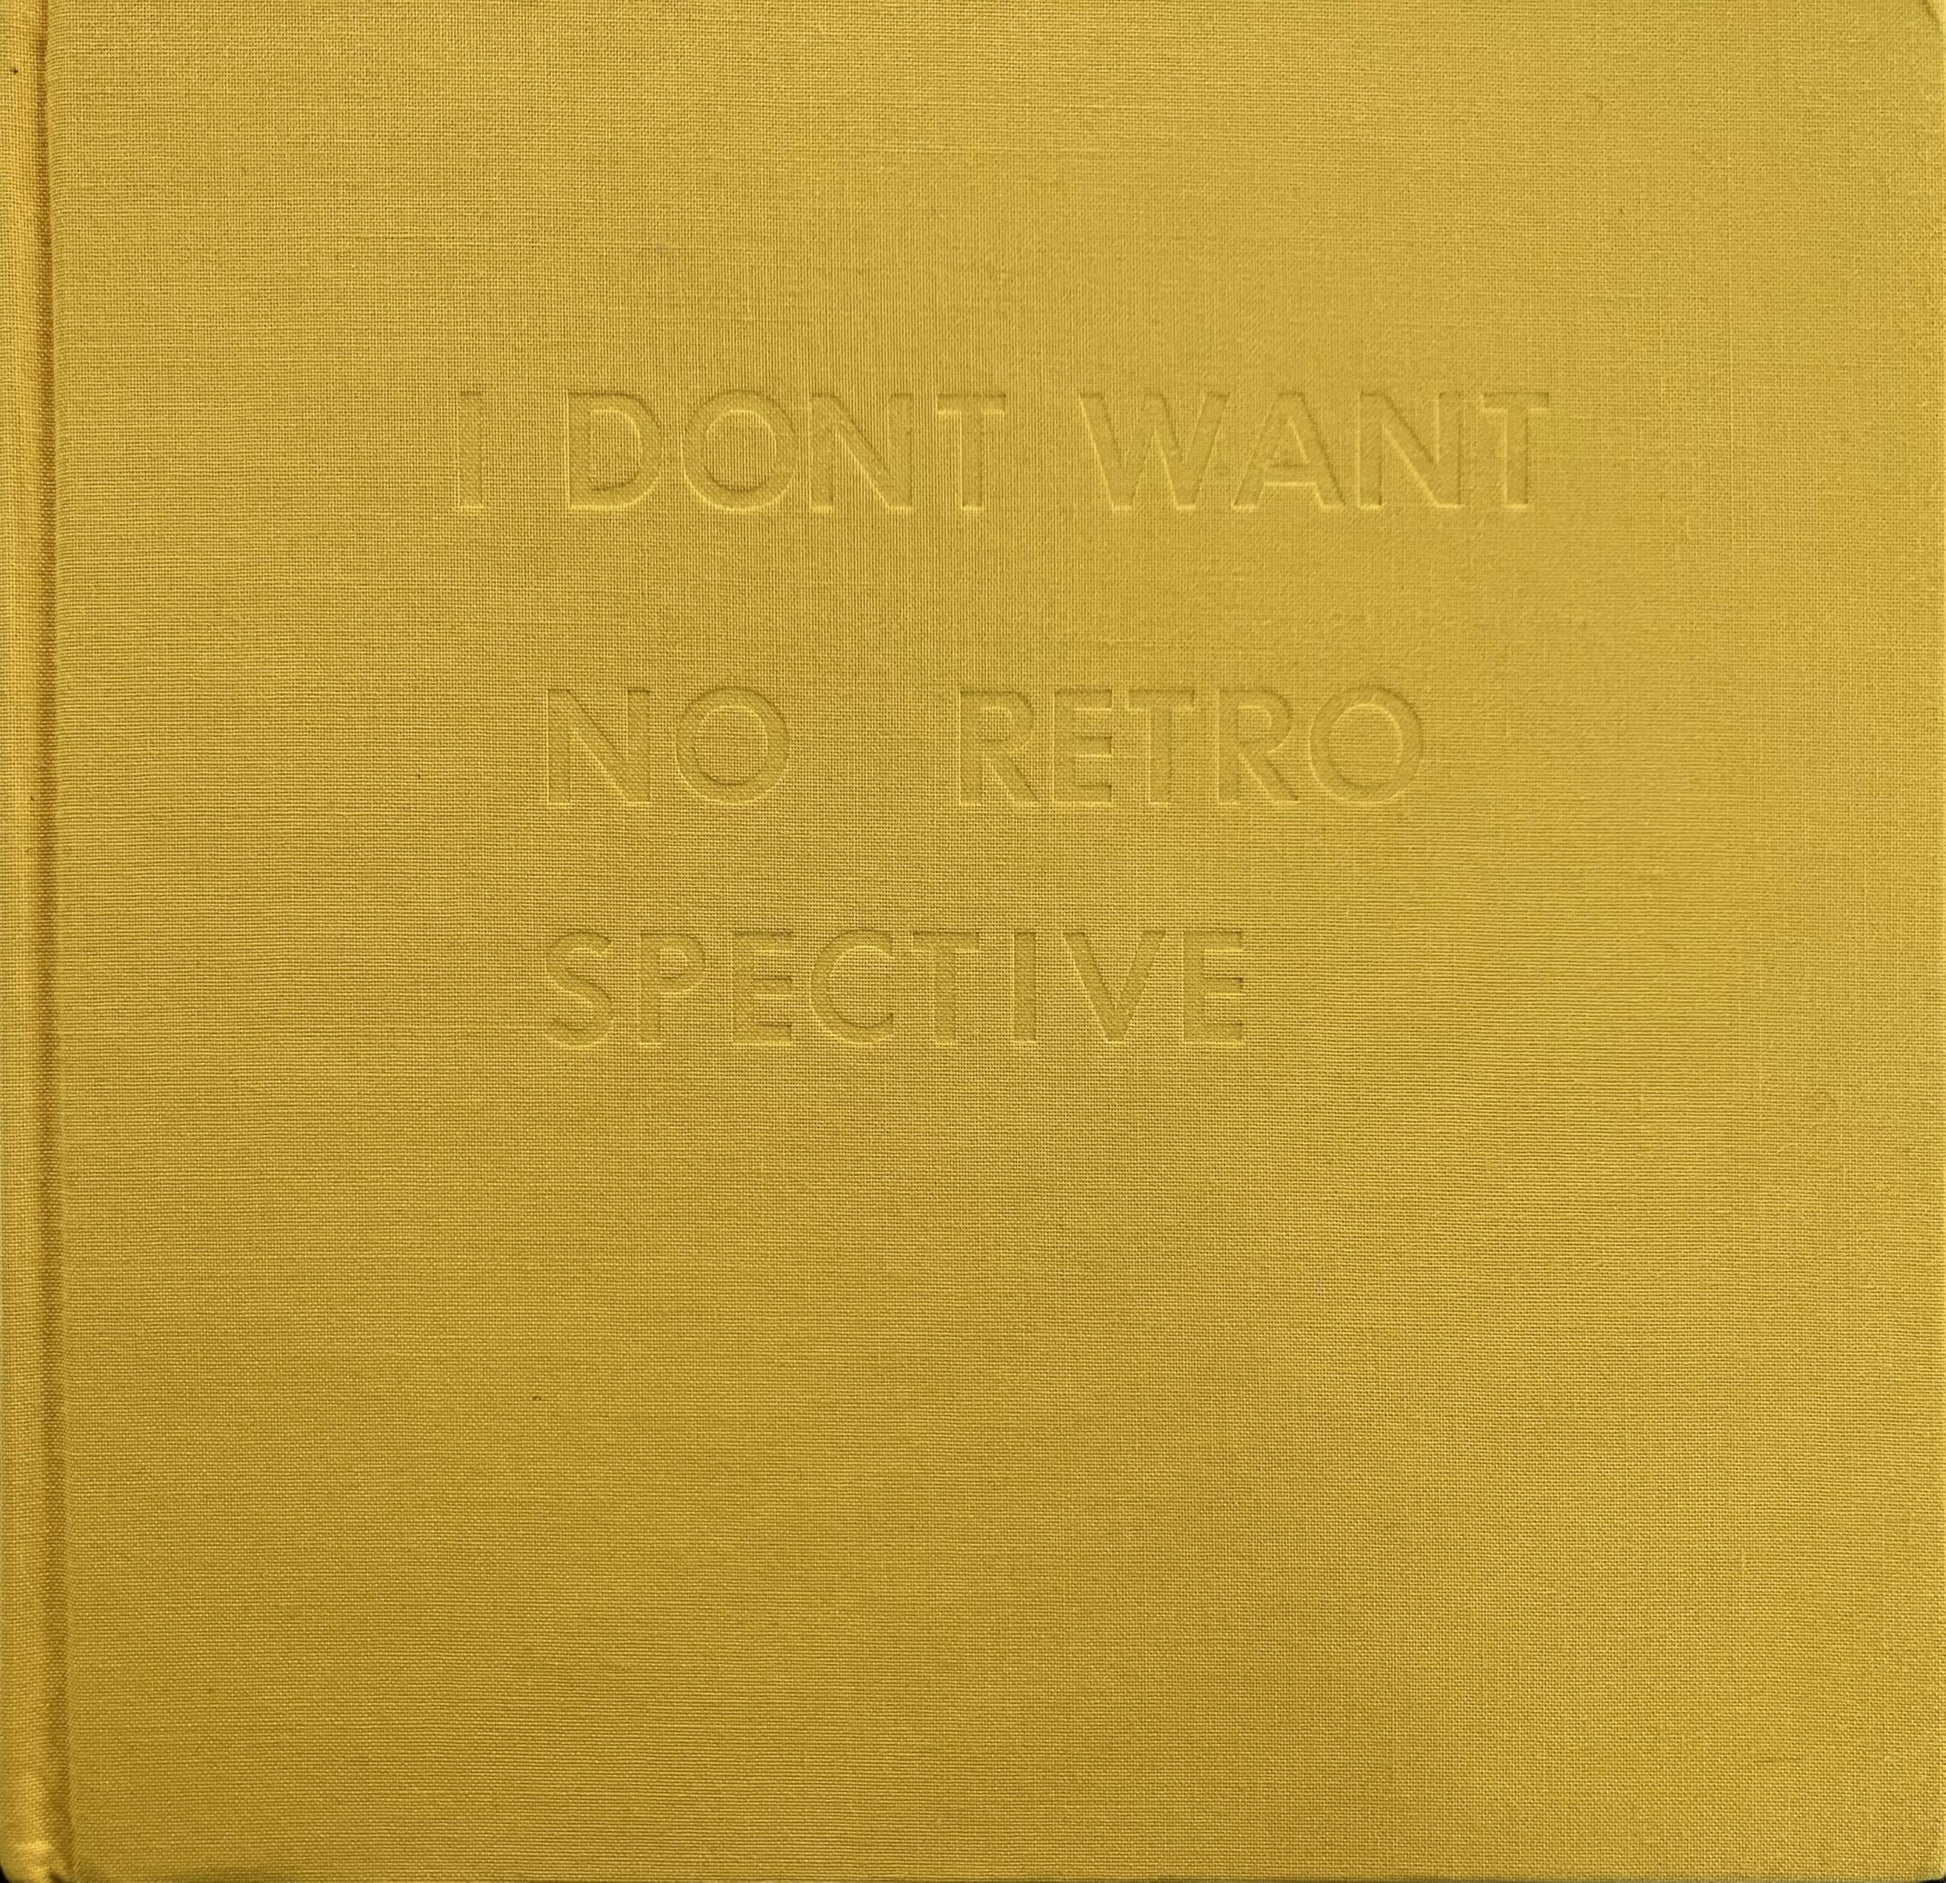 I DONT WANT
NO RETRO
SPECTIVE